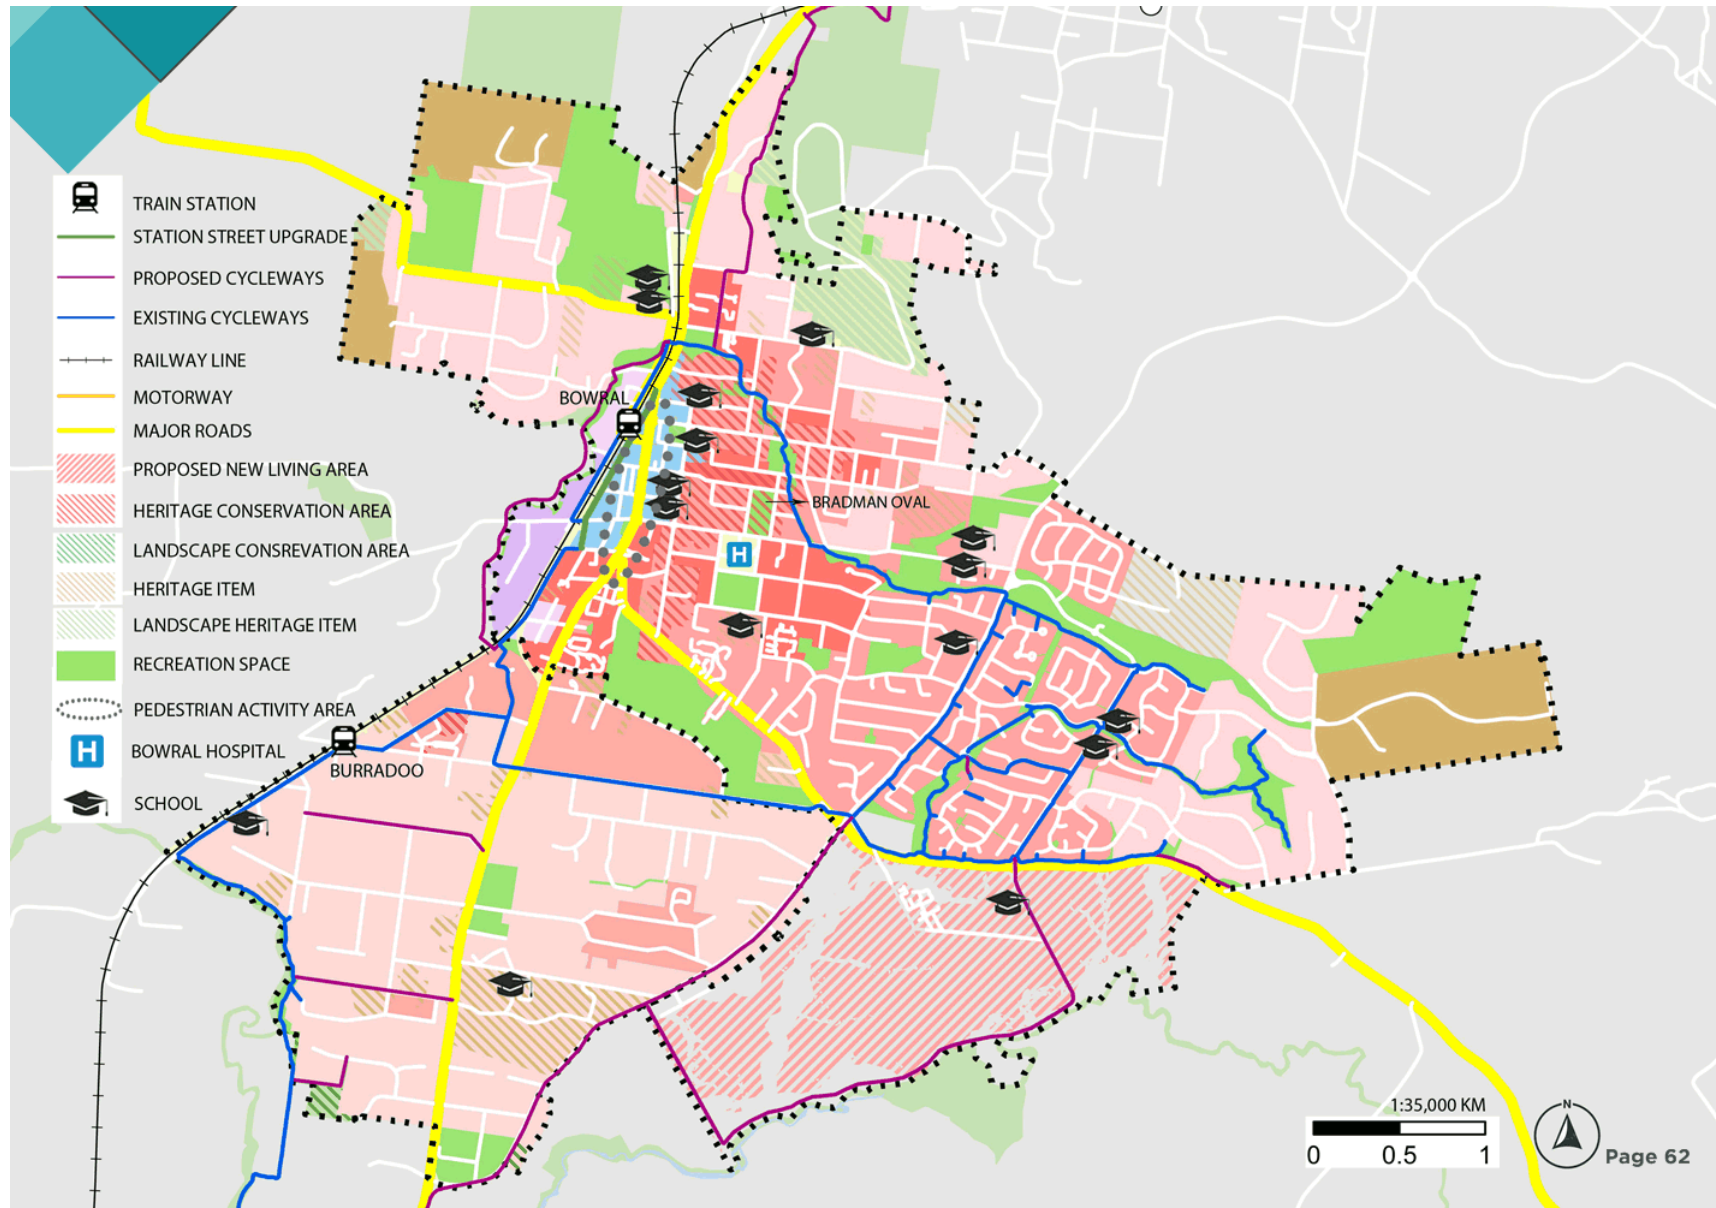 TRAIN STATION
STATION STREET UPGRADE
PROPOSED CYCLEWAYS
EXISTING CYCLEWAYS
RAILWAY LINE
MOTORWAY
MAJOR ROADS
PROPOSED NEW LIVING AREA
HERITAGE CONSERVATION AREA
LANDSCAPE CONSREVATION AREA
HERITAGE ITEM
LANDSCAPE HERITAGE ITEM
RECREATION SPACE
PEDESTRIAN ACTIVITY AREA
H
BOWRAL HOSPITAL
SCHOOL
BOWRAL
BRADMAN OVAL
H
BURRADOO
1:35,000 KM
0 0.5 1
N
Page 62